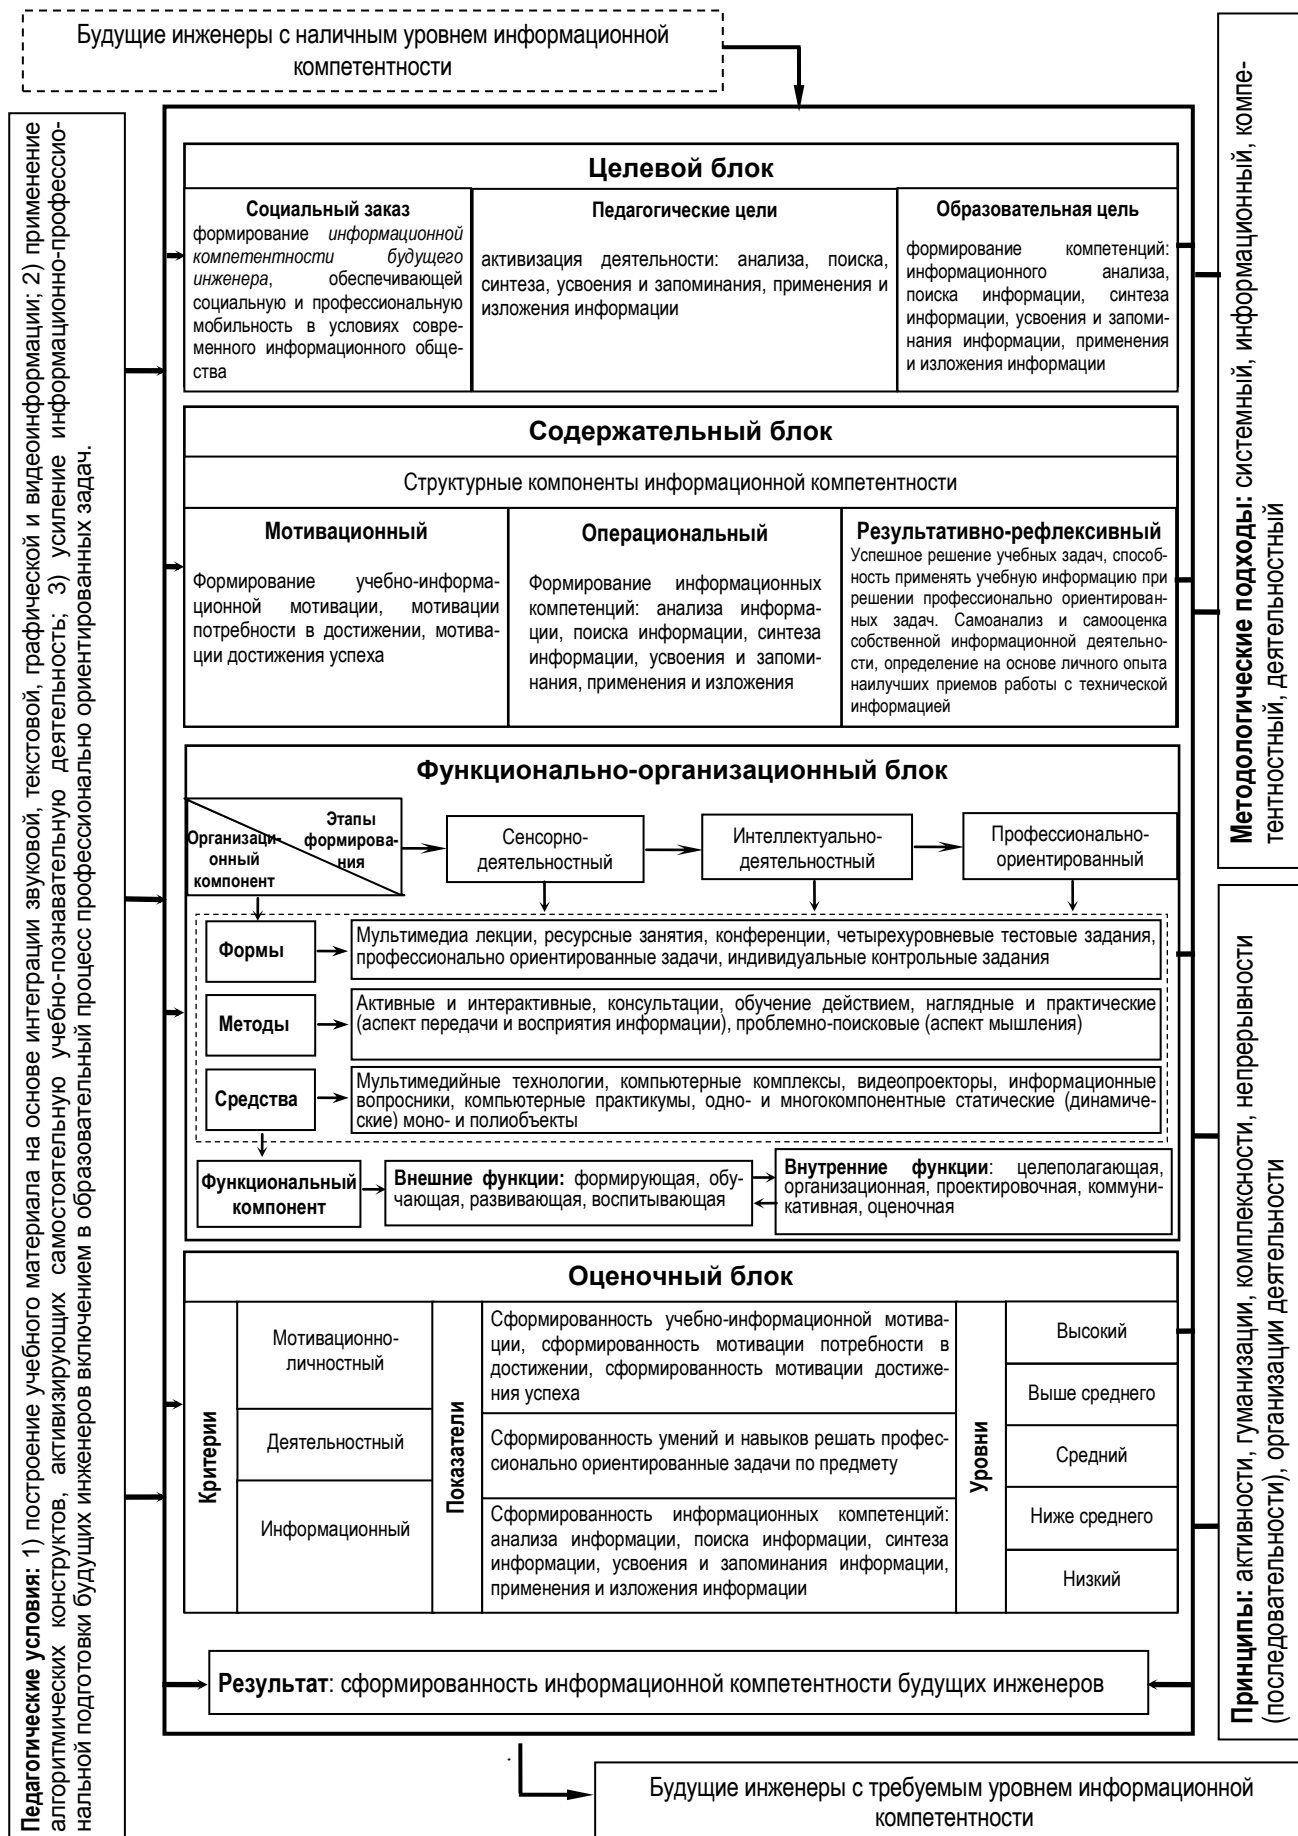 Будущие инженеры с наличным уровнем информационной
компетентности
Педагогические условия: 1) построение учебного материала на основе интеграции звуковой, текстовой, графической и видеоинформации; 2) применение
алгоритмических конструктов, активизирующих самостоятельную учебно-познавательную деятельность; 3) усиление информационно-профессио-
нальной подготовки будущих инженеров включением в образовательный процесс профессионально ориентированных задач.
Целевой блок
Социальный заказ
формирование информационной
компетентности будущего
инженера, обеспечивающей
социальную и профессиональную
мобильность в условиях совре-
менного информационного обще-
ства
Педагогические цели
активизация деятельности: анализа, поиска,
синтеза, усвоения и запоминания, применения и
изложения информации
Образовательная цель
формирование компетенций:
информационного анализа,
поиска информации, синтеза
информации, усвоения и запоми-
нания информации, применения
и изложения информации
Содержательный блок
Структурные компоненты информационной компетентности
Мотивационный
Формирование учебно-информа-
ционной мотивации, мотивации
потребности в достижении, мотива-
ции достижения успеха
Операциональный
Формирование информационных
компетенций: анализа информа-
ции, поиска информации, синтеза
информации, усвоения и запоми-
нания, применения и изложения
Результативно-рефлексивный
Успешное решение учебных задач, способ-
ность применять учебную информацию при
решении профессионально ориентирован-
ных задач. Самоанализ и самооценка
собственной информационной деятельно-
сти, определение на основе личного опыта
наилучших приемов работы с технической
информацией
Функционально-организационный блок
Этапы
формирова-
ния
Организаци-
онный
компонент
Сенсорно-
деятельностный
Интеллектуально-
деятельностный
Профессионально-
ориентированный
Формы
Мультимедиа лекции, ресурсные занятия, конференции, четырехуровневые тестовые задания,
профессионально ориентированные задачи, индивидуальные контрольные задания
Методы
Активные и интерактивные, консультации, обучение действием, наглядные и практические
(аспект передачи и восприятия информации), проблемно-поисковые (аспект мышления)
Средства
Мультимедийные технологии, компьютерные комплексы, видеопроекторы, информационные
вопросники, компьютерные практикумы, одно- и многокомпонентные статические (динамиче-
ские) моно- и полиобъекты
Функциональный
компонент
Внешние функции: формирующая, обу-
чающая, развивающая, воспитывающая
Внутренние функции: целеполагающая,
организационная, проектировочная, коммуни-
кативная, оценочная
Оценочный блок
Критерии
Мотивационно-
личностный
Деятельностный
Информационный
Показатели
Сформированность учебно-информационной мотива-
ции, сформированность мотивации потребности в
достижении, сформированность мотивации достиже-
ния успеха
Сформированность умений и навыков решать профес-
сионально ориентированные задачи по предмету
Сформированность информационных компетенций:
анализа информации, поиска информации, синтеза
информации, усвоения и запоминания информации,
применения и изложения информации
Уровни
Высокий
Выше среднего
Средний
Ниже среднего
Низкий
Результат: сформированность информационной компетентности будущих инженеров
Методологические подходы: системный, информационный, компе-
тентностный, деятельностный
Принципы: активности, гуманизации, комплексности, непрерывности
(последовательности), организации деятельности
Будущие инженеры с требуемым уровнем информационной
компетентности